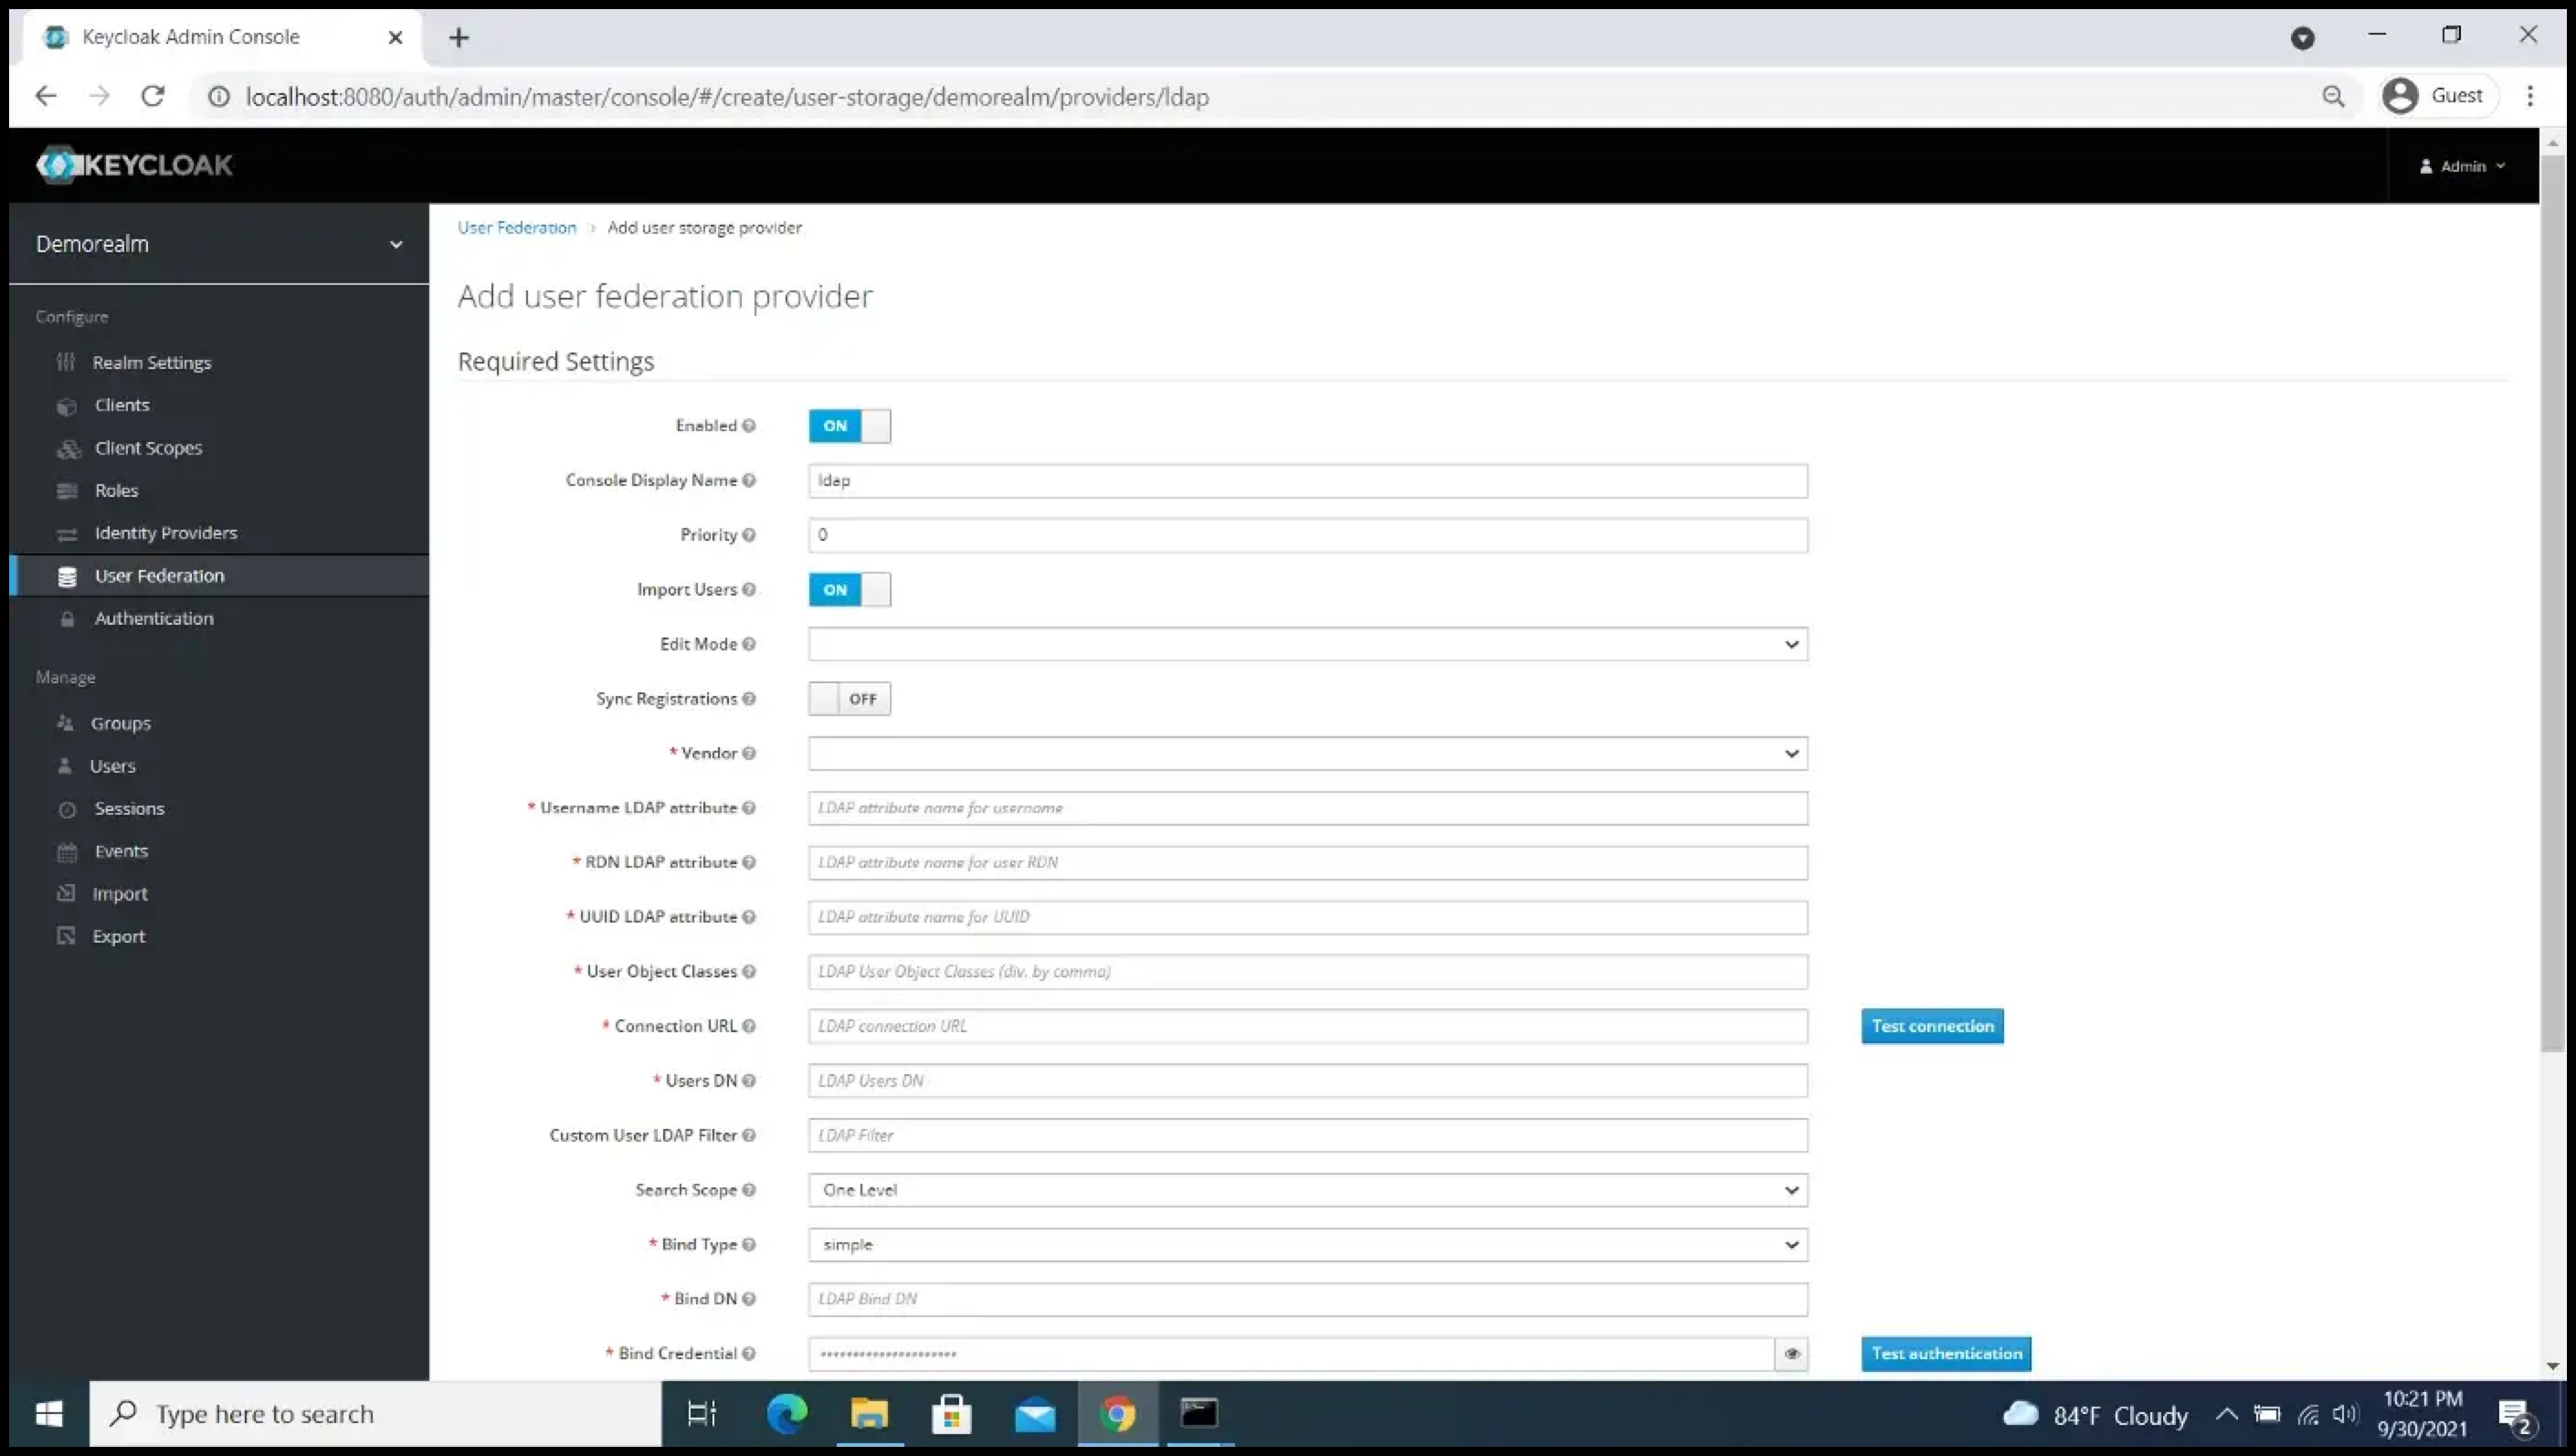 Keycloak Admin Console
localhost:8080/auth/admin/master/console/#/create/user-storage/demorealm/providers/ldap
Guest
KEYCLOAK
Admin
Demorealm
Configure
Realm Settings
Clients
Client Scopes
Roles
Identity Providers
User Federation
Authentication
Manage
Groups
Users
Sessions
Events
Import
Export
User Federation > Add user storage provider
Add user federation provider
Required Settings
Enabled ON
Console Display Name ldap
Priority 0
Import Users ON
Edit Mode
Sync Registrations OFF
* Vendor
* Username LDAP attribute LDAP attribute name for username
* RDN LDAP attribute LDAP attribute name for user RDN
* UUID LDAP attribute LDAP attribute name for UUID
* User Object Classes LDAP User Object Classes (div. by comma)
* Connection URL LDAP connection URL Test connection
* Users DN LDAP Users DN
Custom User LDAP Filter LDAP Filter
Search Scope One Level
* Bind Type simple
* Bind DN LDAP Bind DN
* Bind Credential ********************* Test authentication
Type here to search
84°F Cloudy
10:21 PM
9/30/2021
2